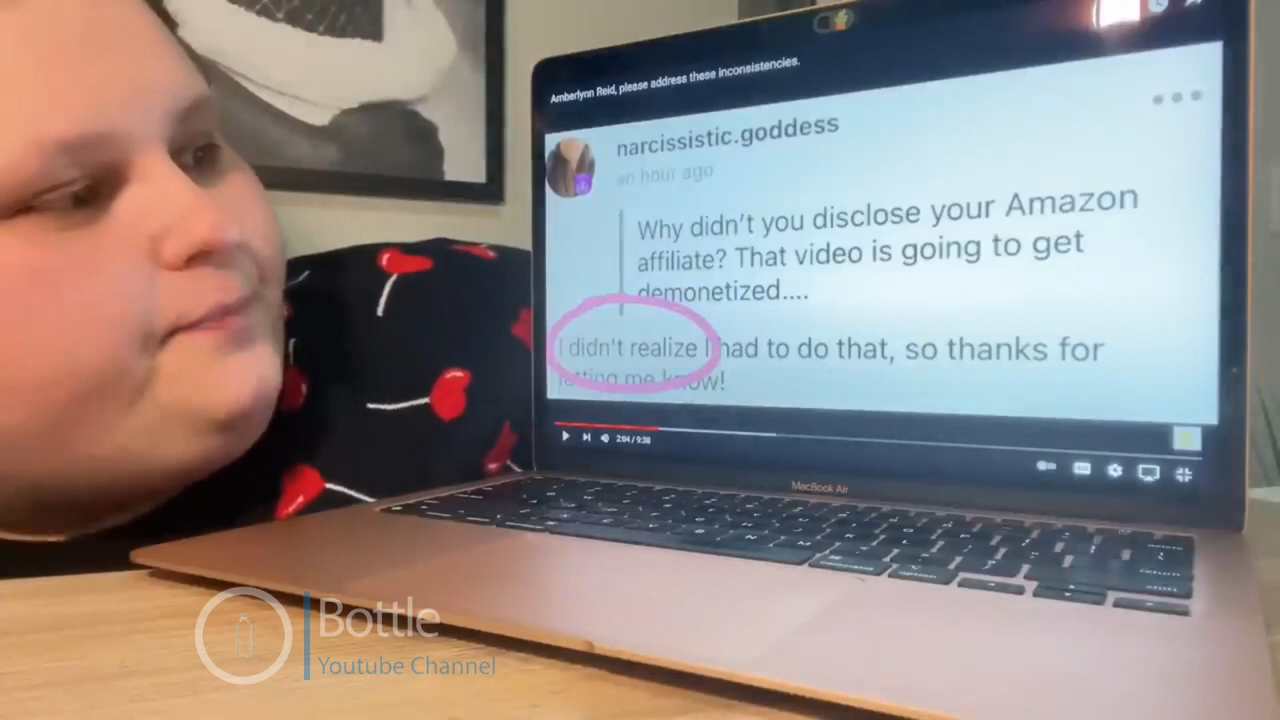 Amberlynn Reid, please address these inconsistencies.
narcissistic.goddess
an hour ago
Why didn't you disclose your Amazon
affiliate? That video is going to get
demonetized....
I didn't realize I had to do that, so thanks for
letting me know!
2:04 / 9:38
MacBook Air
Bottle
Youtube Channel